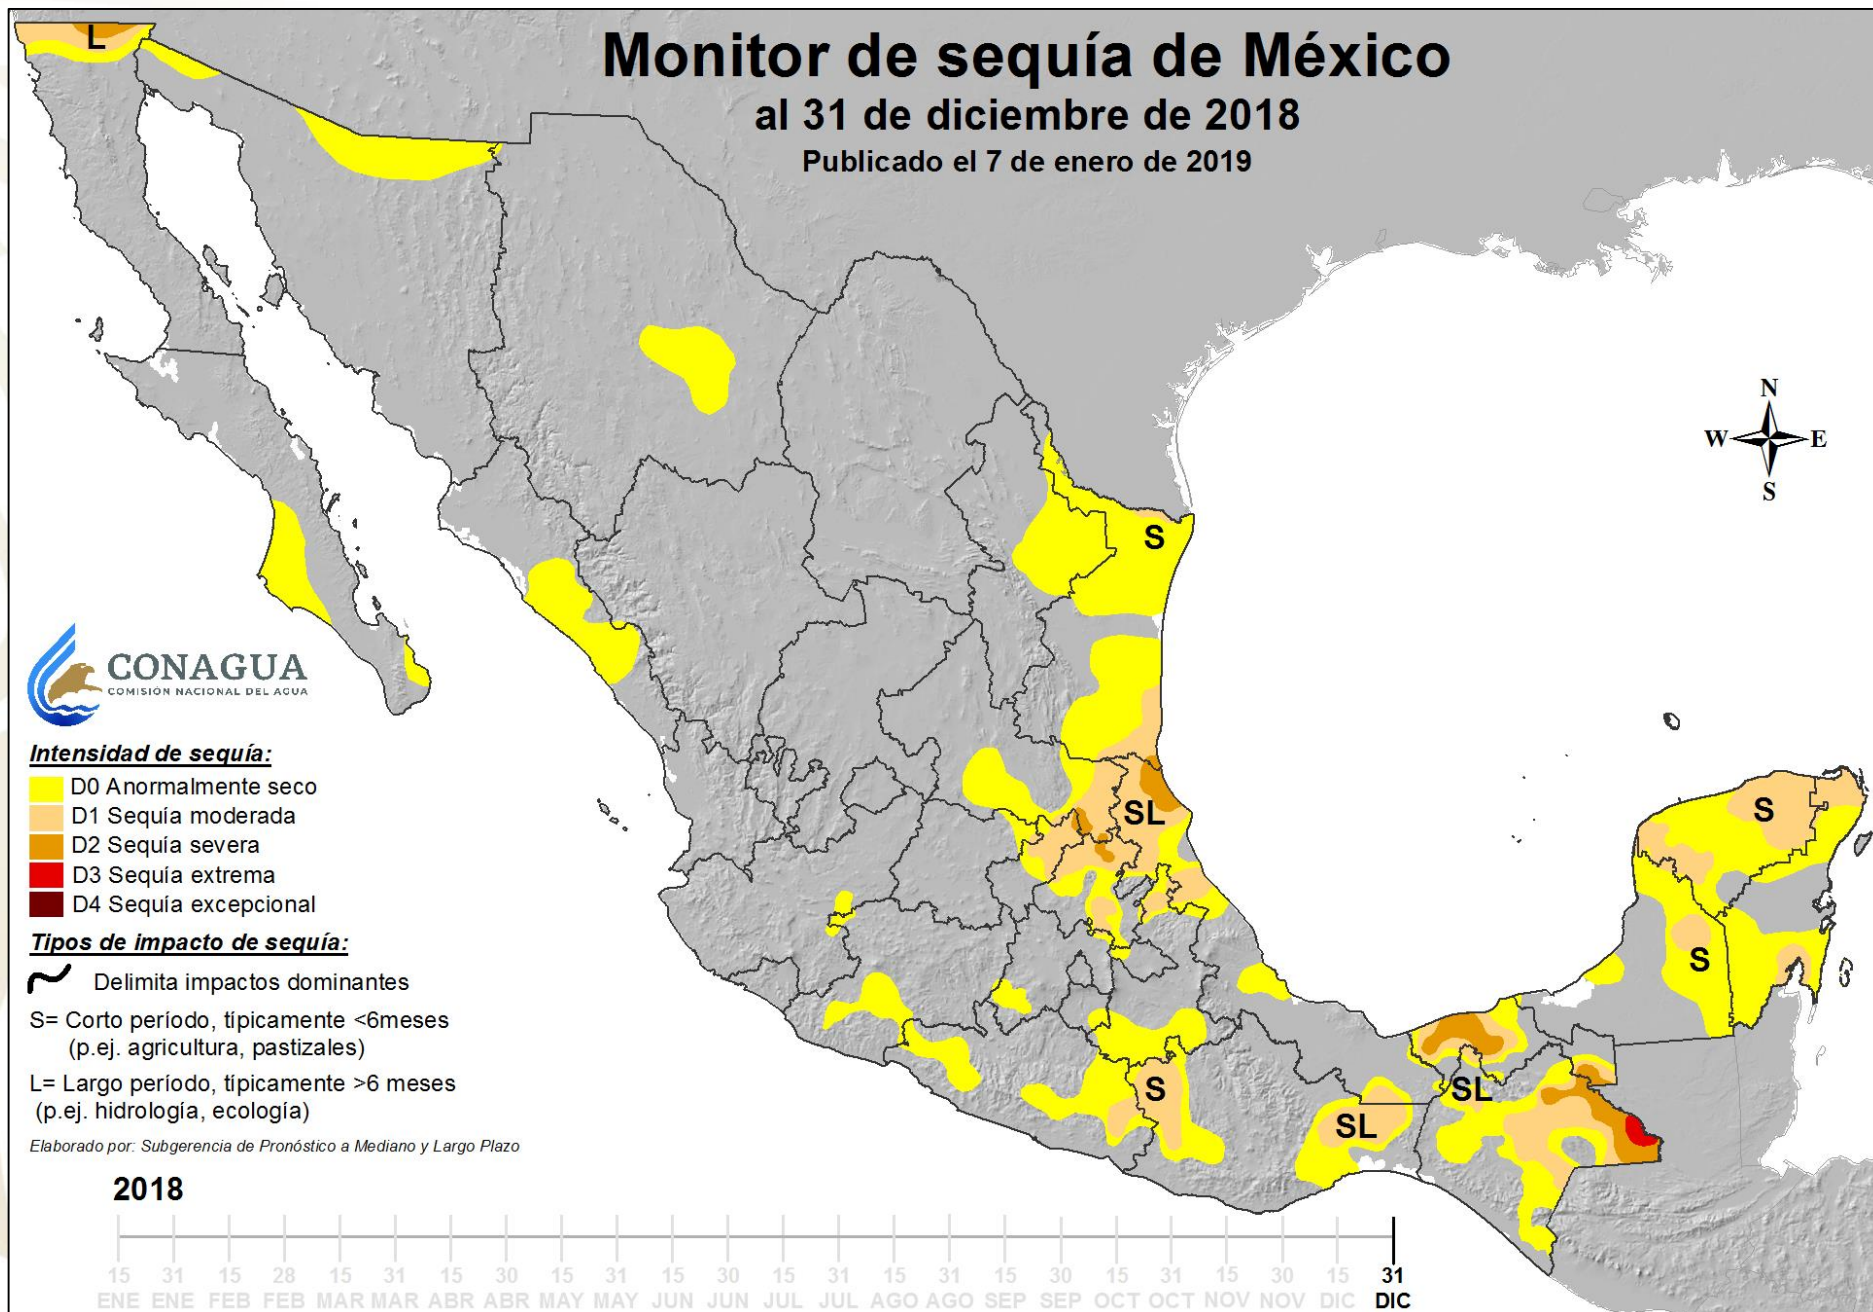 Monitor de sequía de México
al 31 de diciembre de 2018
Publicado el 7 de enero de 2019
L
N
W E
S
S
CONAGUA
COMISIÓN NACIONAL DEL AGUA
Intensidad de sequía:
D0 Anormalmente seco
D1 Sequía moderada
D2 Sequía severa
D3 Sequía extrema
D4 Sequía excepcional
SL
S
S
Tipos de impacto de sequía:
Delimita impactos dominantes
S= Corto período, típicamente <6meses
(p.ej. agricultura, pastizales)
L= Largo período, típicamente >6 meses
(p.ej. hidrología, ecología)
S
SL
SL
Elaborado por: Subgerencia de Pronóstico a Mediano y Largo Plazo
2018
15 31 15 28 15 31 15 30 15 31 15 30 15 31 15 31 15 30 15 31 15 30 15 31
ENE ENE FEB FEB MAR MAR ABR ABR MAY MAY JUN JUN JUL JUL AGO AGO SEP SEP OCT OCT NOV NOV DIC DIC